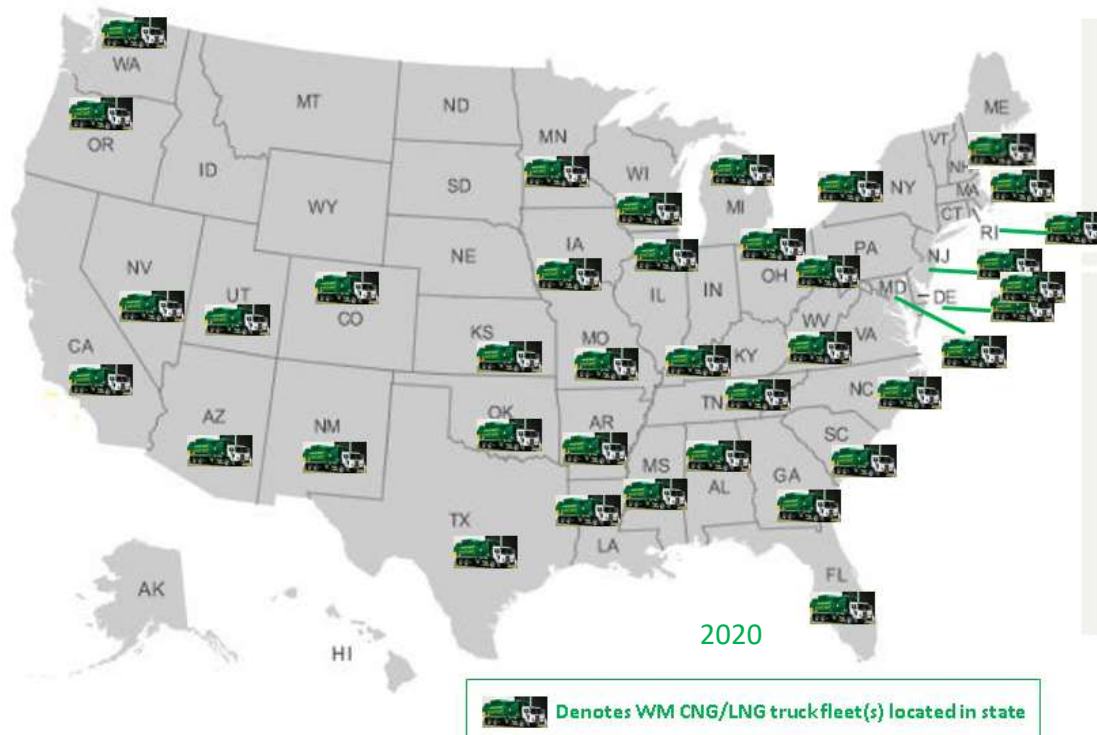 WA
MT
ND
MN
ME
VT
NH
OR
ID
SD
WI
MI
NY
MA
CT
RI
WY
IA
NE
PA
NJ
OH
MD
DE
NV
UT
CO
IL
IN
WV
VA
CA
KS
MO
KY
NC
TN
AZ
NM
OK
AR
SC
MS
AL
GA
TX
LA
FL
AK
HI
2020
Denotes WM CNG/LNG truck fleet(s) located in state